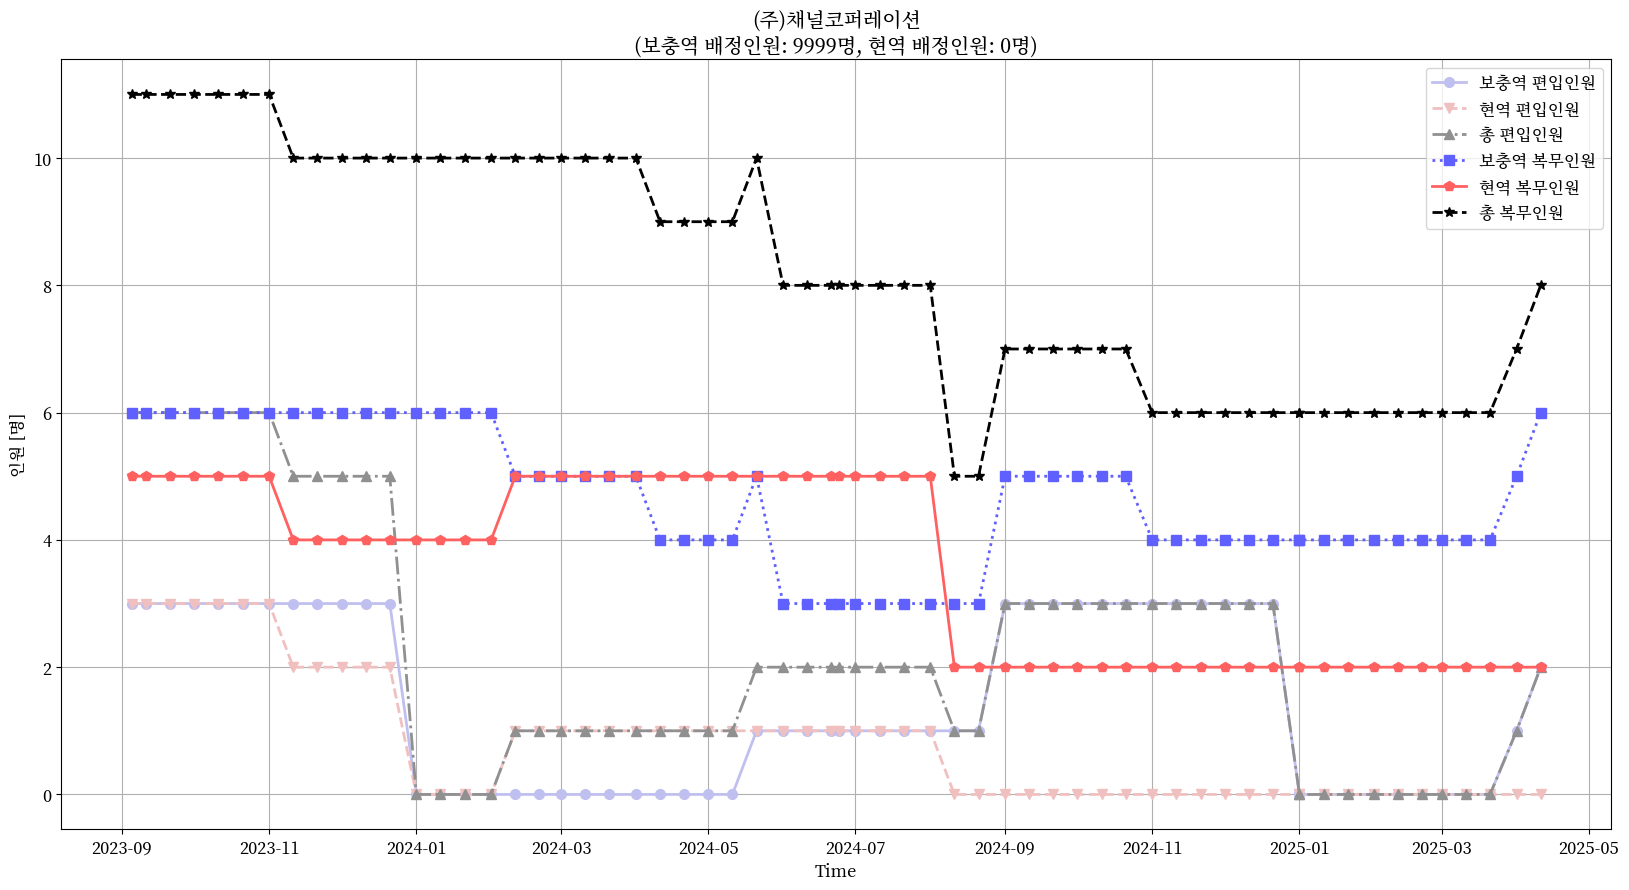 (주)채널코퍼레이션
(보충역 배정인원: 9999명, 현역 배정인원: 0명)
보충역 편입인원
현역 편입인원
총 편입인원
보충역 복무인원
현역 복무인원
총 복무인원
인원 [명]
10
8
6
4
2
0
2023-09
2023-11
2024-01
2024-03
2024-05
2024-07
2024-09
2024-11
2025-01
2025-03
2025-05
Time